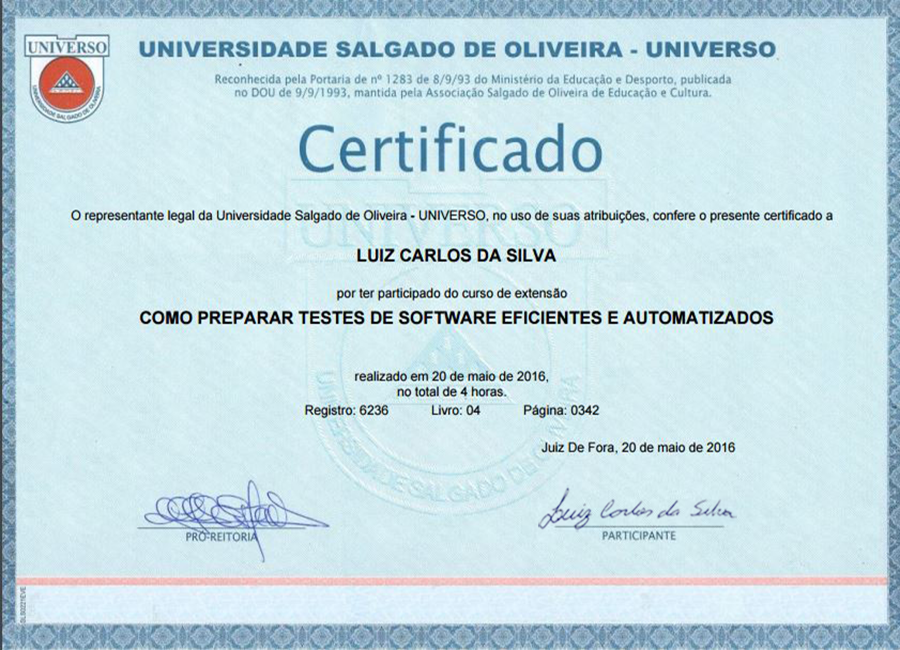 UNIVERSO
UNIVERSIDADE SALGADO DE OLIVEIRA
UNIVERSIDADE SALGADO DE OLIVEIRA - UNIVERSO
Reconhecida pela Portaria de nº 1283 de 8/9/93 do Ministério da Educação e Desporto, publicada
no DOU de 9/9/1993, mantida pela Associação Salgado de Oliveira de Educação e Cultura.
Certificado
O representante legal da Universidade Salgado de Oliveira - UNIVERSO, no uso de suas atribuições, confere o presente certificado a
UNIVERSO
LUIZ CARLOS DA SILVA
por ter participado do curso de extensão
COMO PREPARAR TESTES DE SOFTWARE EFICIENTES E AUTOMATIZADOS
realizado em 20 de maio de 2016,
no total de 4 horas.
Registro: 6236 Livro: 04 Página: 0342
UNIVERSIDADE SALGADO DE OLIVEIRA
Juiz De Fora, 20 de maio de 2016
Luiz Carlos da Silva
PRÓ-REITORIA
PARTICIPANTE